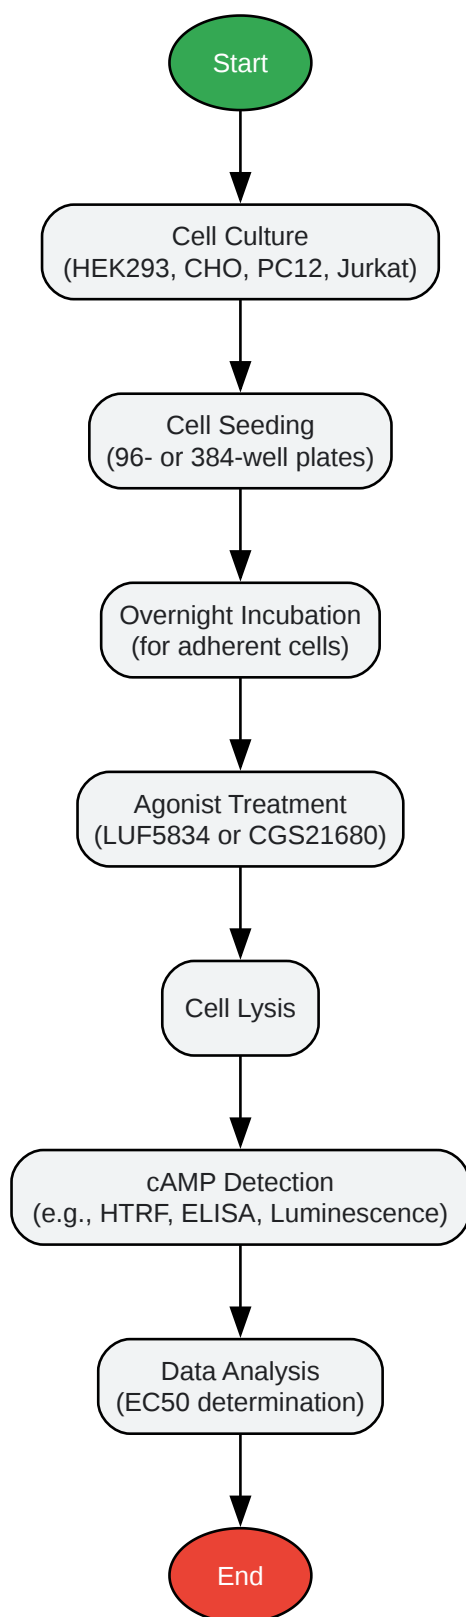 Start
Cell Culture
(HEK293, CHO, PC12, Jurkat)
Cell Seeding
(96- or 384-well plates)
Overnight Incubation
(for adherent cells)
Agonist Treatment
(LUF5834 or CGS21680)
Cell Lysis
cAMP Detection
(e.g., HTRF, ELISA, Luminescence)
Data Analysis
(EC50 determination)
End